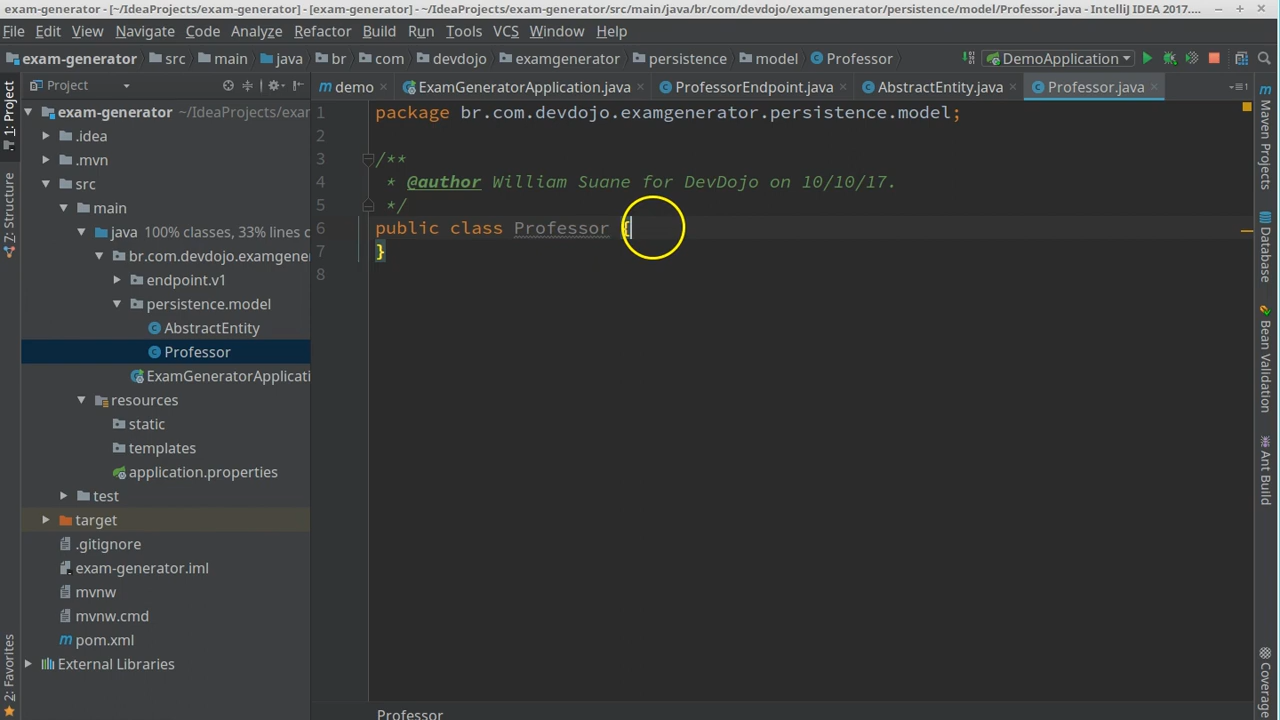 exam-generator - [~/IdeaProjects/exam-generator] - [exam-generator] - ~/IdeaProjects/exam-generator/src/main/java/br/com/devdojo/examgenerator/persistence/model/Professor.java - IntelliJ IDEA 2017....
File Edit View Navigate Code Analyze Refactor Build Run Tools VCS Window Help
exam-generator src main java br com devdojo examgenerator persistence model Professor DemoApplication
Project demo ExamGeneratorApplication.java ProfessorEndpoint.java AbstractEntity.java Professor.java
1: Project
7: Structure
2: Favorites
exam-generator ~/IdeaProjects/exar
.idea
.mvn
src
main
java 100% classes, 33% lines c
br.com.devdojo.examgene
endpoint.v1
persistence.model
AbstractEntity
Professor
ExamGeneratorApplicati
resources
static
templates
application.properties
test
target
.gitignore
exam-generator.iml
mvnw
mvnw.cmd
pom.xml
External Libraries
1 package br.com.devdojo.examgenerator.persistence.model;
2
3 /**
4 * @author William Suane for DevDojo on 10/10/17.
5 */
6 public class Professor {
7 }
8
Professor
Maven Projects
Database
Bean Validation
Ant Build
Coverage